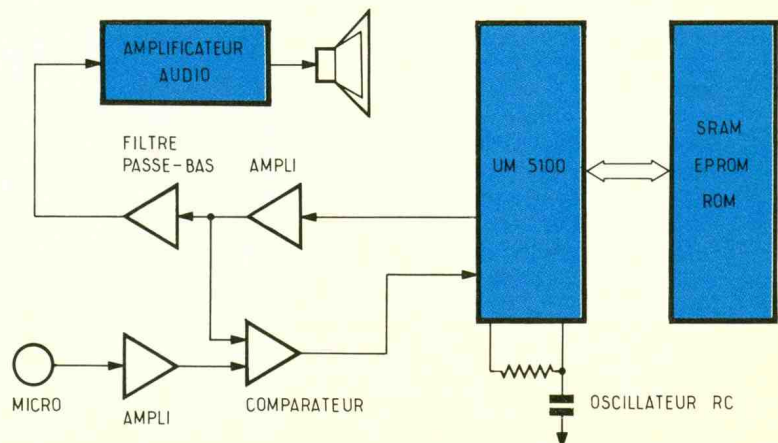 AMPLIFICATEUR
AUDIO
FILTRE
PASSE-BAS
AMPLI
UM 5100
SRAM
EPROM
ROM
MICRO
AMPLI
COMPARATEUR
OSCILLATEUR RC